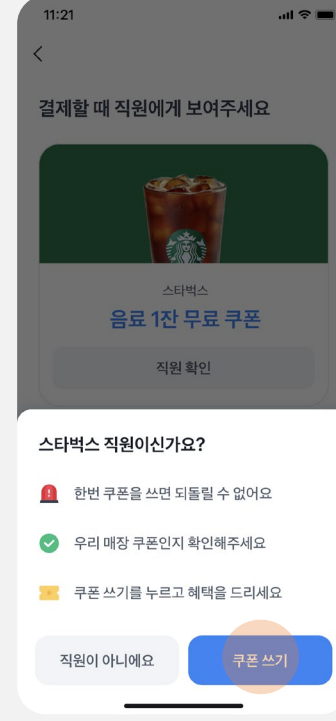 11:21
결제할 때 직원에게 보여주세요
스타벅스
음료 1잔 무료 쿠폰
직원 확인
스타벅스 직원이신가요?
한번 쿠폰을 쓰면 되돌릴 수 없어요
우리 매장 쿠폰인지 확인해주세요
쿠폰 쓰기를 누르고 혜택을 드리세요
직원이 아니에요
쿠폰 쓰기